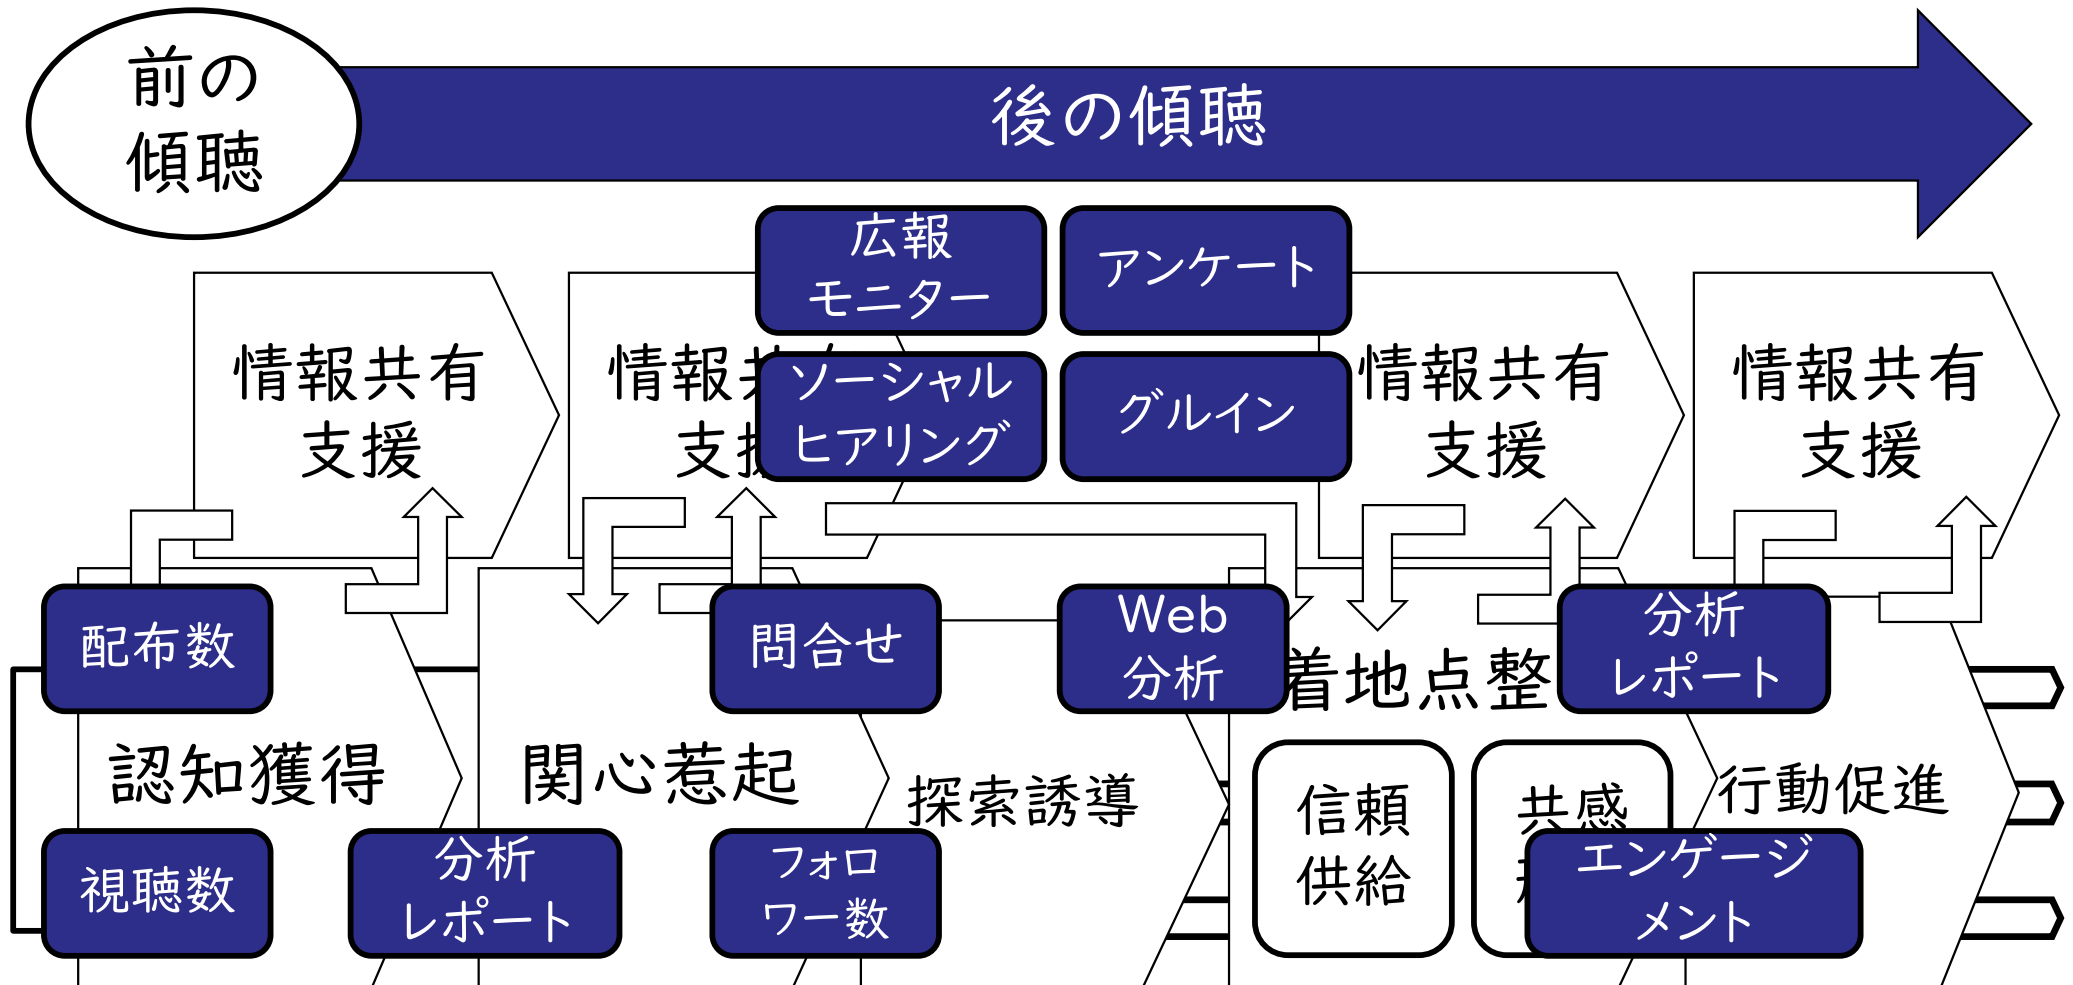 前の
傾聴
後の傾聴
広報
モニター
アンケート
情報共有
支援
情報共
支援
ソーシャル
ヒアリング
グルイン
情報共有
支援
情報共有
支援
配布数
問合せ
Web
分析
着地点整
分析
レポート
認知獲得
関心惹起
探索誘導
信頼
供給
共感
行動促進
視聴数
分析
レポート
フォロ
ワー数
エンゲージ
メント